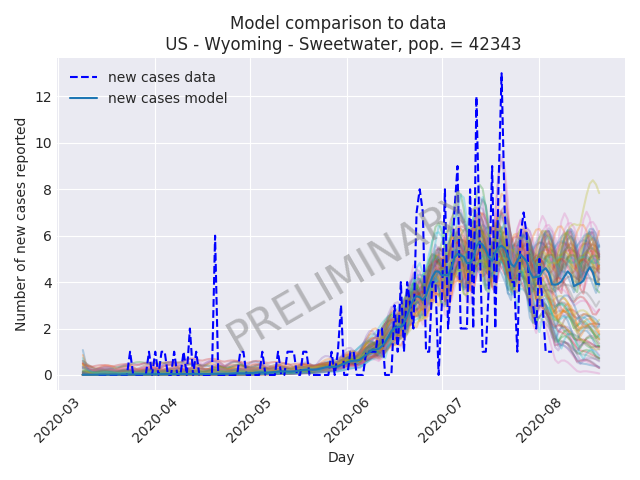 Model comparison to data
US - Wyoming - Sweetwater, pop. = 42343
new cases data
new cases model
PRELIMINARY
Number of new cases reported
12
10
8
6
4
2
0
2020-03
2020-04
2020-05
2020-06
2020-07
2020-08
Day